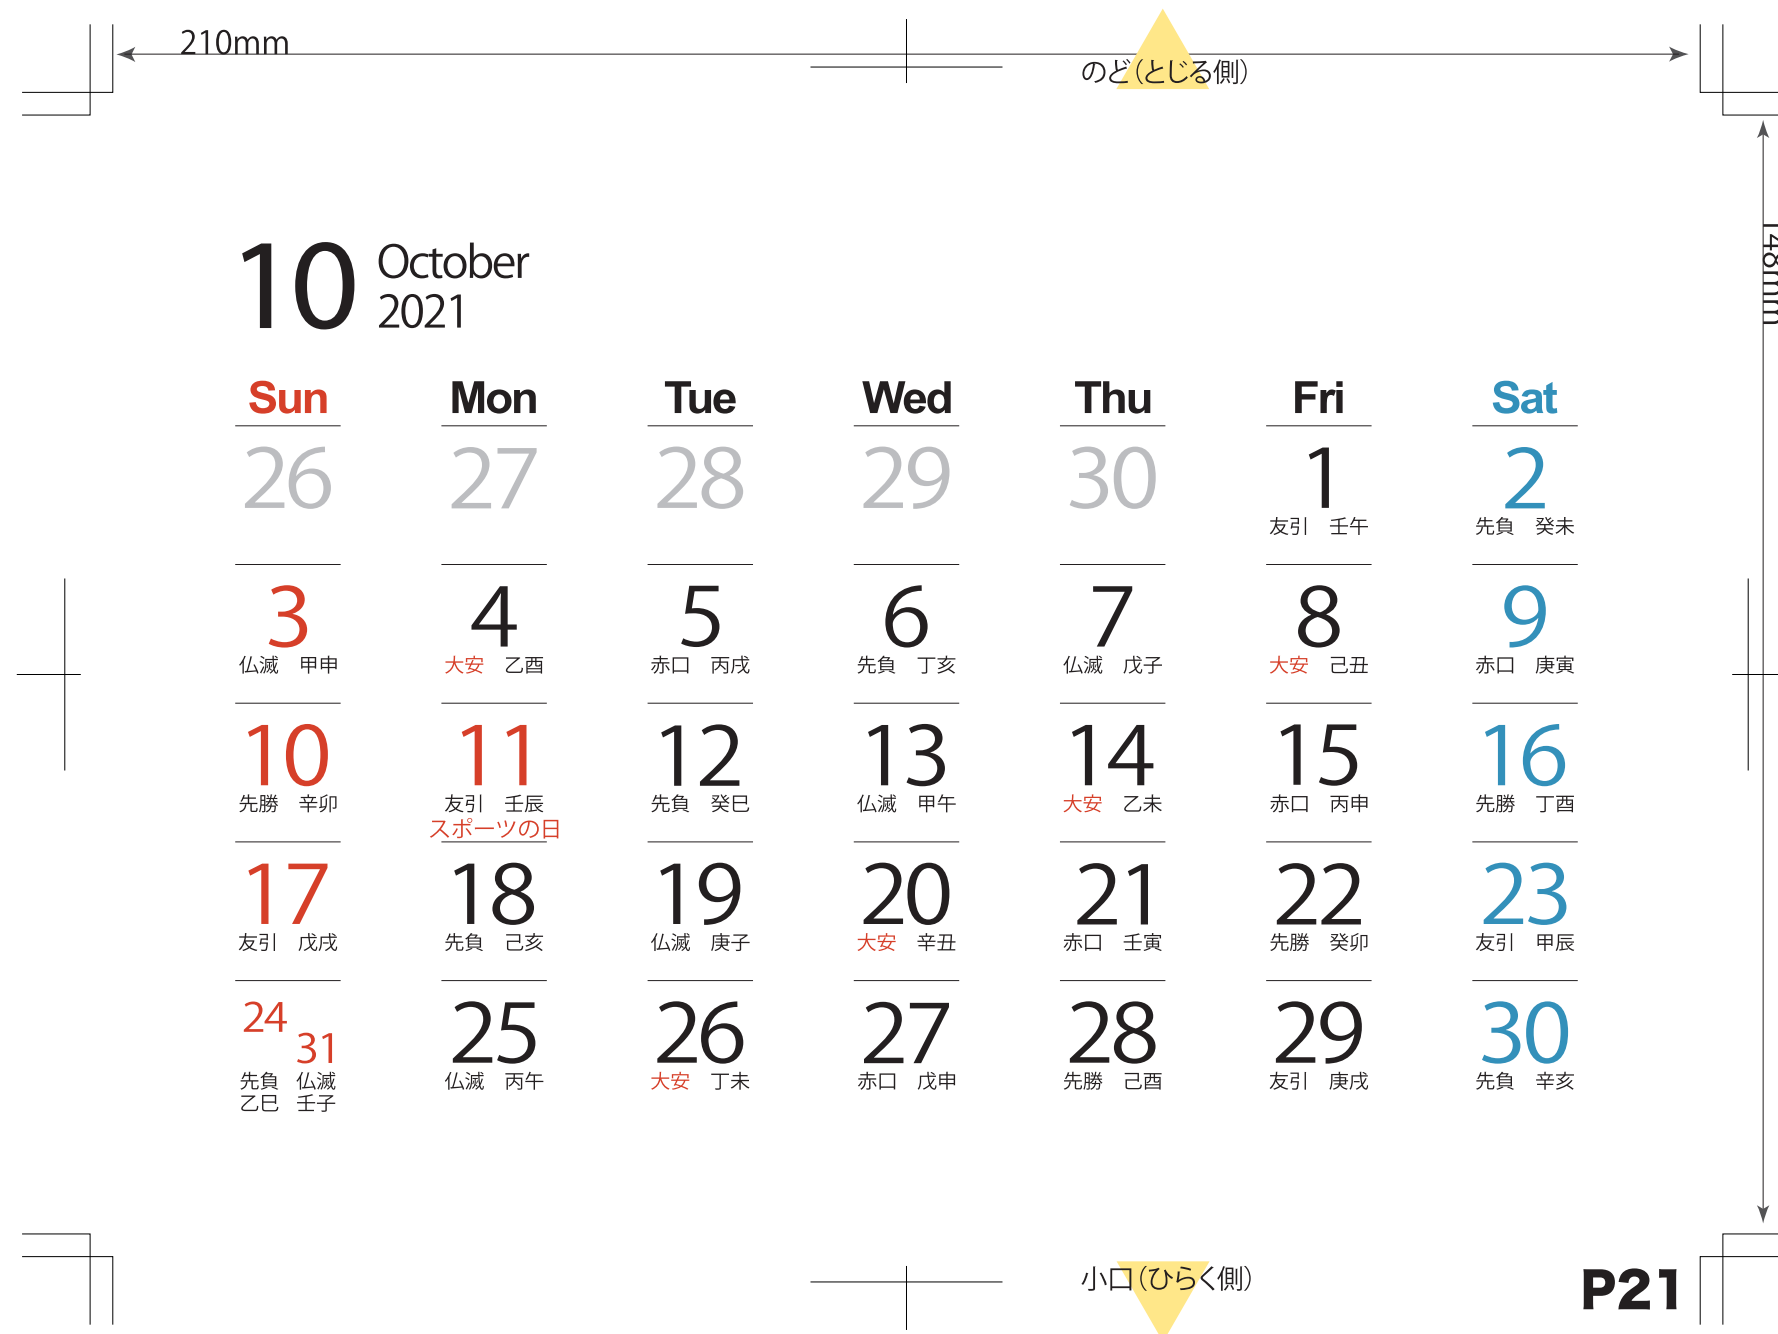 210mm
のど（とじる側）
148mm
10 October
2021
Sun Mon Tue Wed Thu Fri Sat
26 27 28 29 30 1 2
友引 壬午 先負 癸未
3 4 5 6 7 8 9
仏滅 甲申 大安 乙酉 赤口 丙戌 先負 丁亥 仏滅 戊子 大安 己丑 赤口 庚寅
10 11 12 13 14 15 16
先勝 辛卯 友引 壬辰 先負 癸巳 仏滅 甲午 大安 乙未 赤口 丙申 先勝 丁酉
スポーツの日
17 18 19 20 21 22 23
友引 戊戌 先負 己亥 仏滅 庚子 大安 辛丑 赤口 壬寅 先勝 癸卯 友引 甲辰
24 31 25 26 27 28 29 30
先負 仏滅 仏滅 丙午 大安 丁未 赤口 戊申 先勝 己酉 友引 庚戌 先負 辛亥
乙巳 壬子
小口（ひらく側）
P21